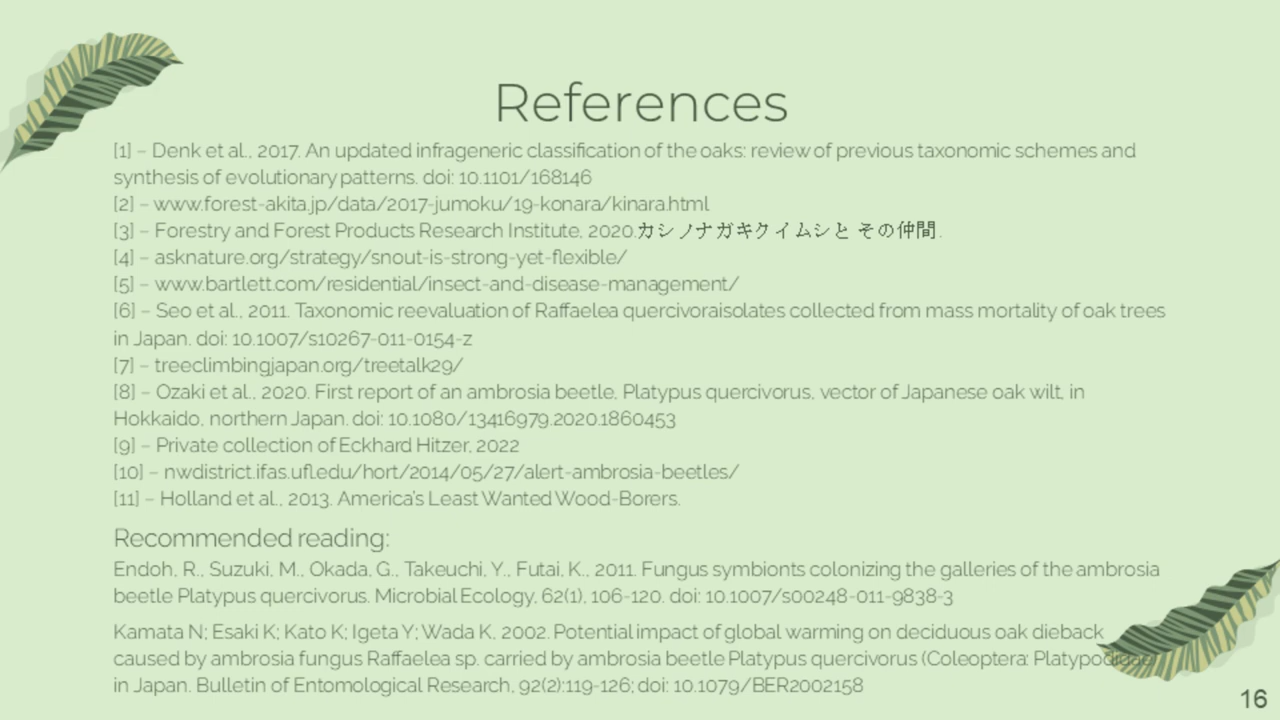 References
[1] – Denk et al., 2017. An updated infrageneric classification of the oaks: review of previous taxonomic schemes and
synthesis of evolutionary patterns. doi: 10.1101/168146
[2] – www.forest-akita.jp/data/2017-jumoku/19-konara/kinara.html
[3] – Forestry and Forest Products Research Institute, 2020.カシノナガキクイムシと その仲間.
[4] – asknature.org/strategy/snout-is-strong-yet-flexible/
[5] – www.bartlett.com/residential/insect-and-disease-management/
[6] – Seo et al., 2011. Taxonomic reevaluation of Raffaelea quercivoraisolates collected from mass mortality of oak trees
in Japan. doi: 10.1007/s10267-011-0154-z
[7] – treeclimbingjapan.org/treetalk29/
[8] – Ozaki et al., 2020. First report of an ambrosia beetle, Platypus quercivorus, vector of Japanese oak wilt, in
Hokkaido, northern Japan. doi: 10.1080/13416979.2020.1860453
[9] – Private collection of Eckhard Hitzer, 2022
[10] – nwdistrict.ifas.ufl.edu/hort/2014/05/27/alert-ambrosia-beetles/
[11] – Holland et al., 2013. America's Least Wanted Wood-Borers.
Recommended reading:
Endoh, R., Suzuki, M., Okada, G., Takeuchi, Y., Futai, K., 2011. Fungus symbionts colonizing the galleries of the ambrosia
beetle Platypus quercivorus. Microbial Ecology, 62(1), 106-120. doi: 10.1007/s00248-011-9838-3
Kamata N; Esaki K; Kato K; Igeta Y; Wada K, 2002. Potential impact of global warming on deciduous oak dieback
caused by ambrosia fungus Raffaelea sp. carried by ambrosia beetle Platypus quercivorus (Coleoptera: Platypodidae)
in Japan. Bulletin of Entomological Research, 92(2):119-126; doi: 10.1079/BER2002158
16